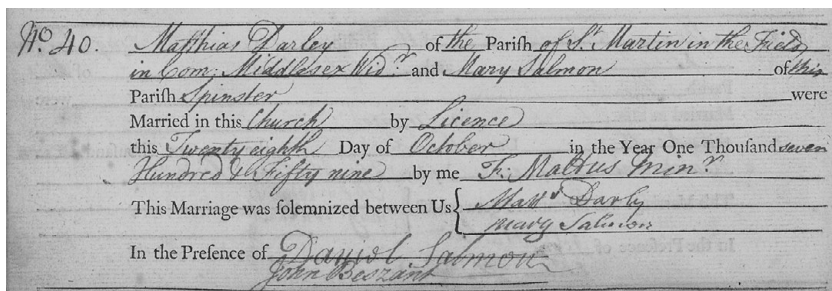 No. 40. Matthias Darley of the Parish of St Martin in the Fields
in Com; Middlesex Widr and Mary Salmon of this
Parish Spinster were
Married in this Church by Licence
this Twenty eighth Day of October in the Year One Thousand seven
Hundred & Fifty nine by me Fr: Maltus Minr
This Marriage was solemnized between Us Mattw Darly
mary Salmon
In the Presence of Daniel Salmon
John Beszant